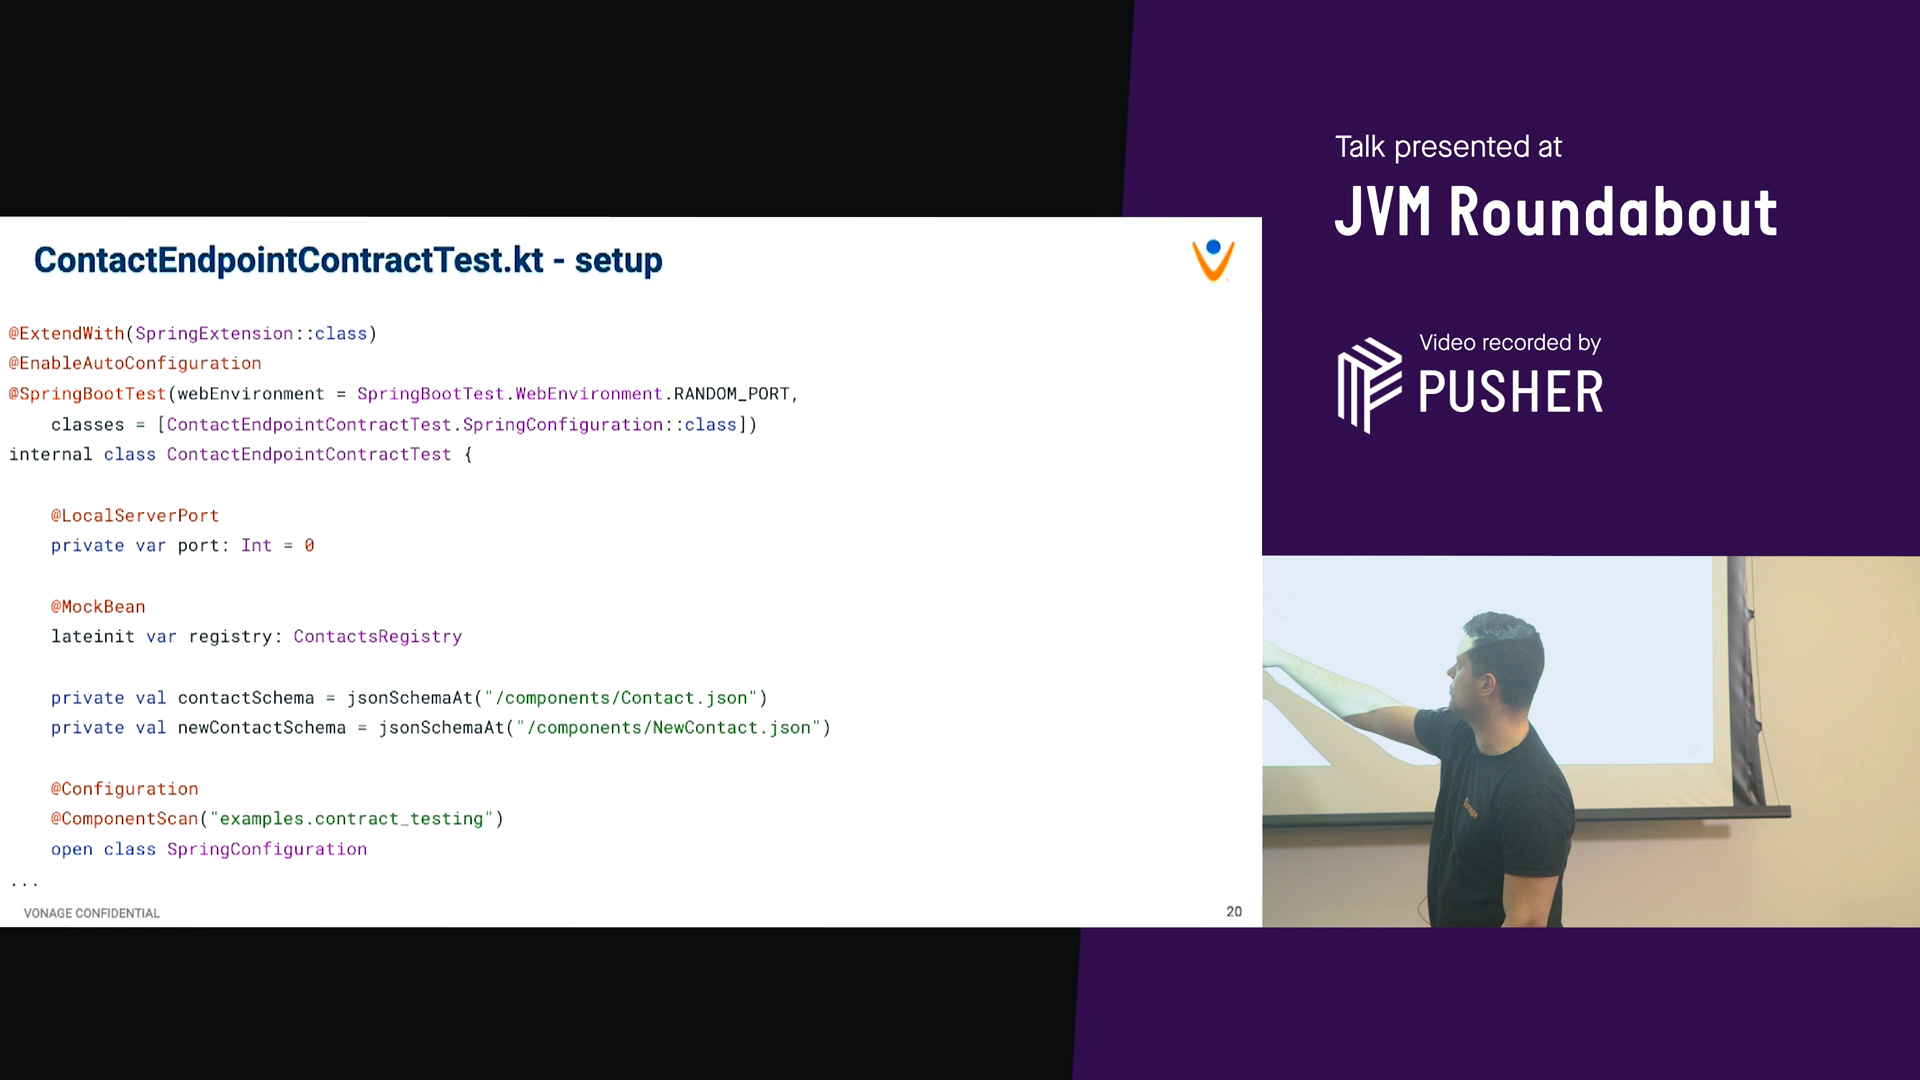 Talk presented at
JVM Roundabout
Video recorded by
PUSHER
ContactEndpointContractTest.kt - setup
@ExtendWith(SpringExtension::class)
@EnableAutoConfiguration
@SpringBootTest(webEnvironment = SpringBootTest.WebEnvironment.RANDOM_PORT,
classes = [ContactEndpointContractTest.SpringConfiguration::class])
internal class ContactEndpointContractTest {
@LocalServerPort
private var port: Int = 0
@MockBean
lateinit var registry: ContactsRegistry
private val contactSchema = jsonSchemaAt("/components/Contact.json")
private val newContactSchema = jsonSchemaAt("/components/NewContact.json")
@Configuration
@ComponentScan("examples.contract_testing")
open class SpringConfiguration
...
VONAGE CONFIDENTIAL
20